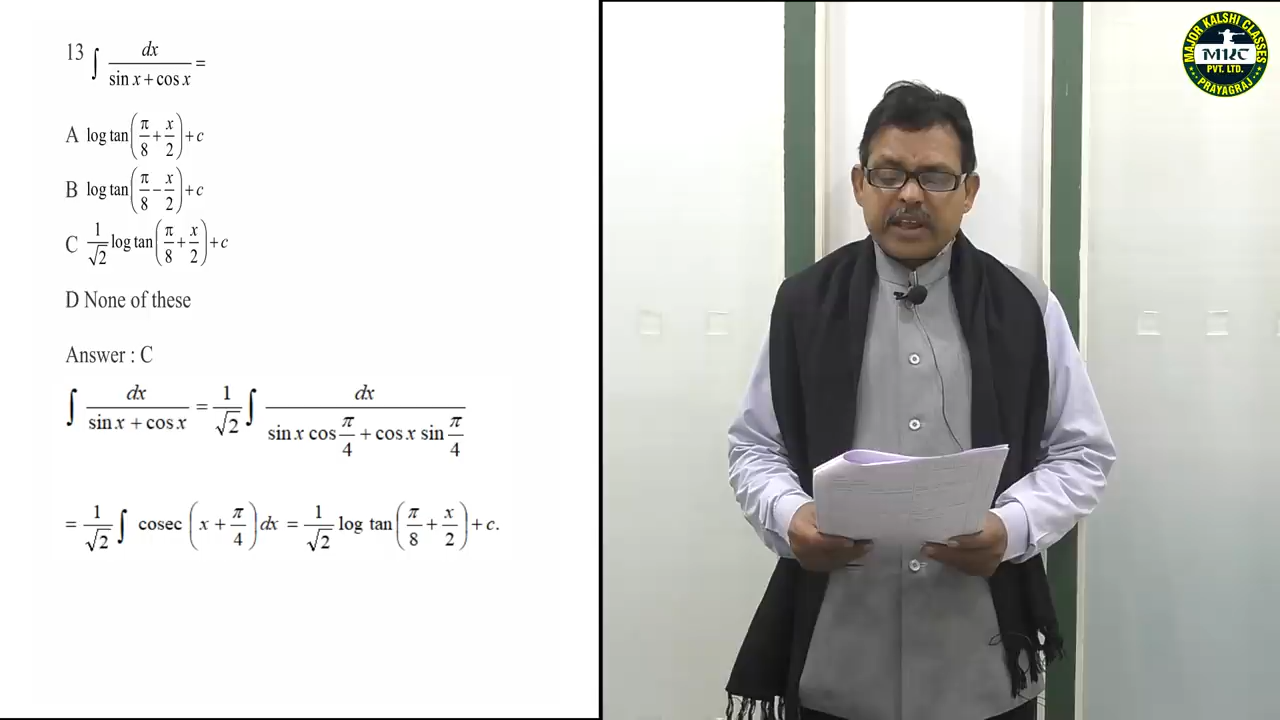 13 ∫ dx / (sin x + cos x) =
A log tan(π/8 + x/2) + c
B log tan(π/8 − x/2) + c
C 1/√2 log tan(π/8 + x/2) + c
D None of these
Answer : C
∫ dx / (sin x + cos x) = 1/√2 ∫ dx / (sin x cos π/4 + cos x sin π/4)
= 1/√2 ∫ cosec (x + π/4) dx = 1/√2 log tan(π/8 + x/2) + c.
MAJOR KALSHI CLASSES
MKC
PVT. LTD.
PRAYAGRAJ